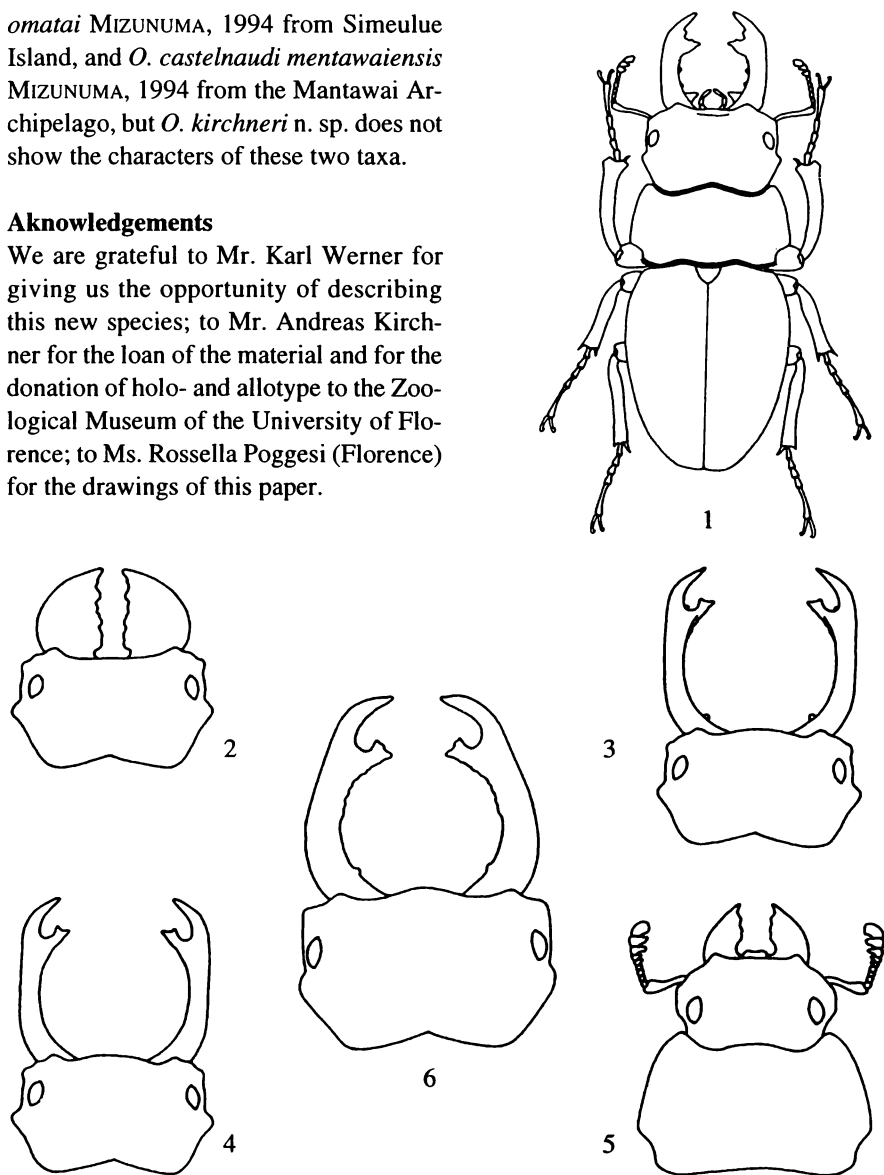 omatai MIZUNUMA, 1994 from Simeulue
Island, and O. castelnaudi mentawaiensis
MIZUNUMA, 1994 from the Mantawai Ar-
chipelago, but O. kirchneri n. sp. does not
show the characters of these two taxa.
Aknowledgements
We are grateful to Mr. Karl Werner for
giving us the opportunity of describing
this new species; to Mr. Andreas Kirch-
ner for the loan of the material and for the
donation of holo- and allotype to the Zoo-
logical Museum of the University of Flo-
rence; to Ms. Rossella Poggesi (Florence)
for the drawings of this paper.
1
2
3
6
4
5